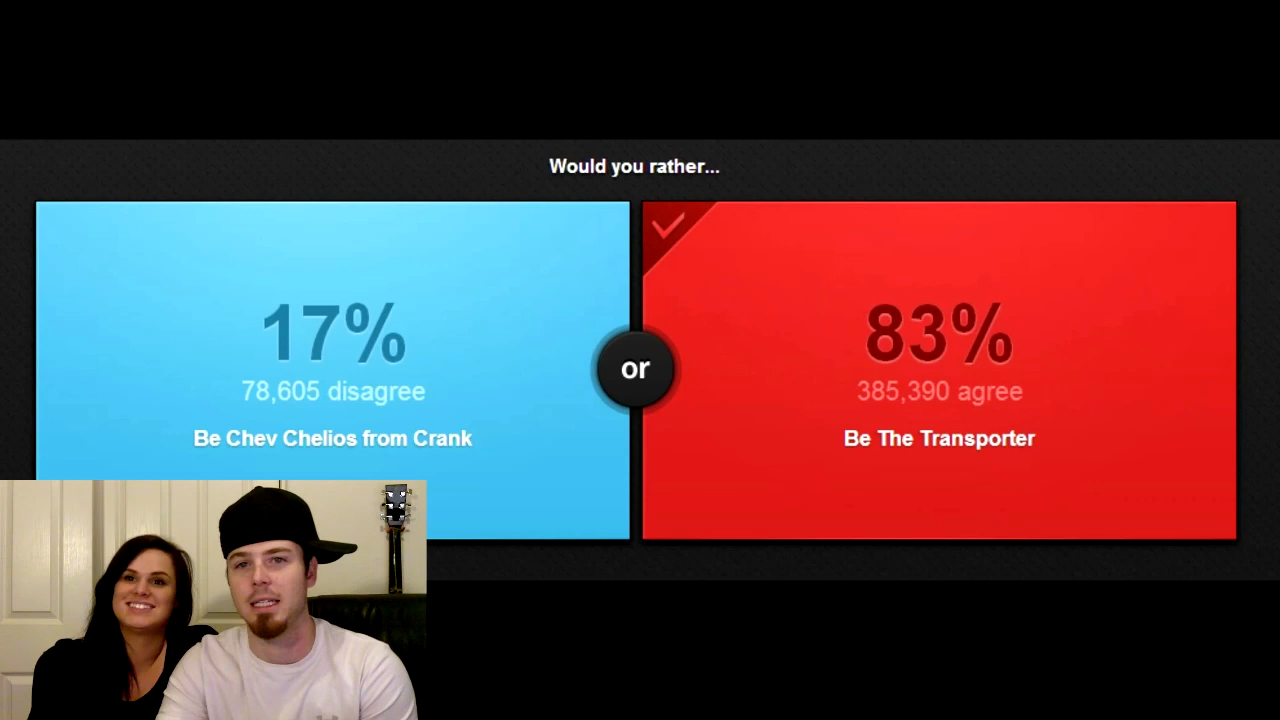 Would you rather...
17%
78,605 disagree
Be Chev Chelios from Crank
or
83%
385,390 agree
Be The Transporter